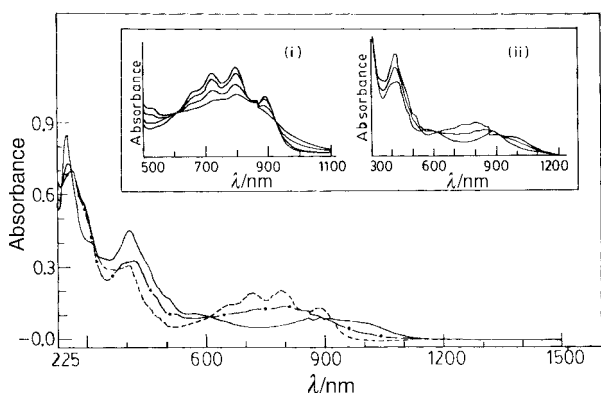 (i)
(ii)
Absorbance
Absorbance
500 700 900 1100
λ/nm
300 600 900 1200
λ/nm
Absorbance
0.9
0.6
0.3
−0.0
225 600 900 1200 1500
λ/nm